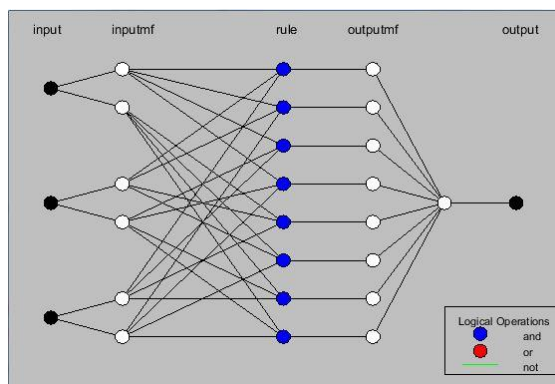 input inputmf rule outputmf output
Logical Operations
and
or
not